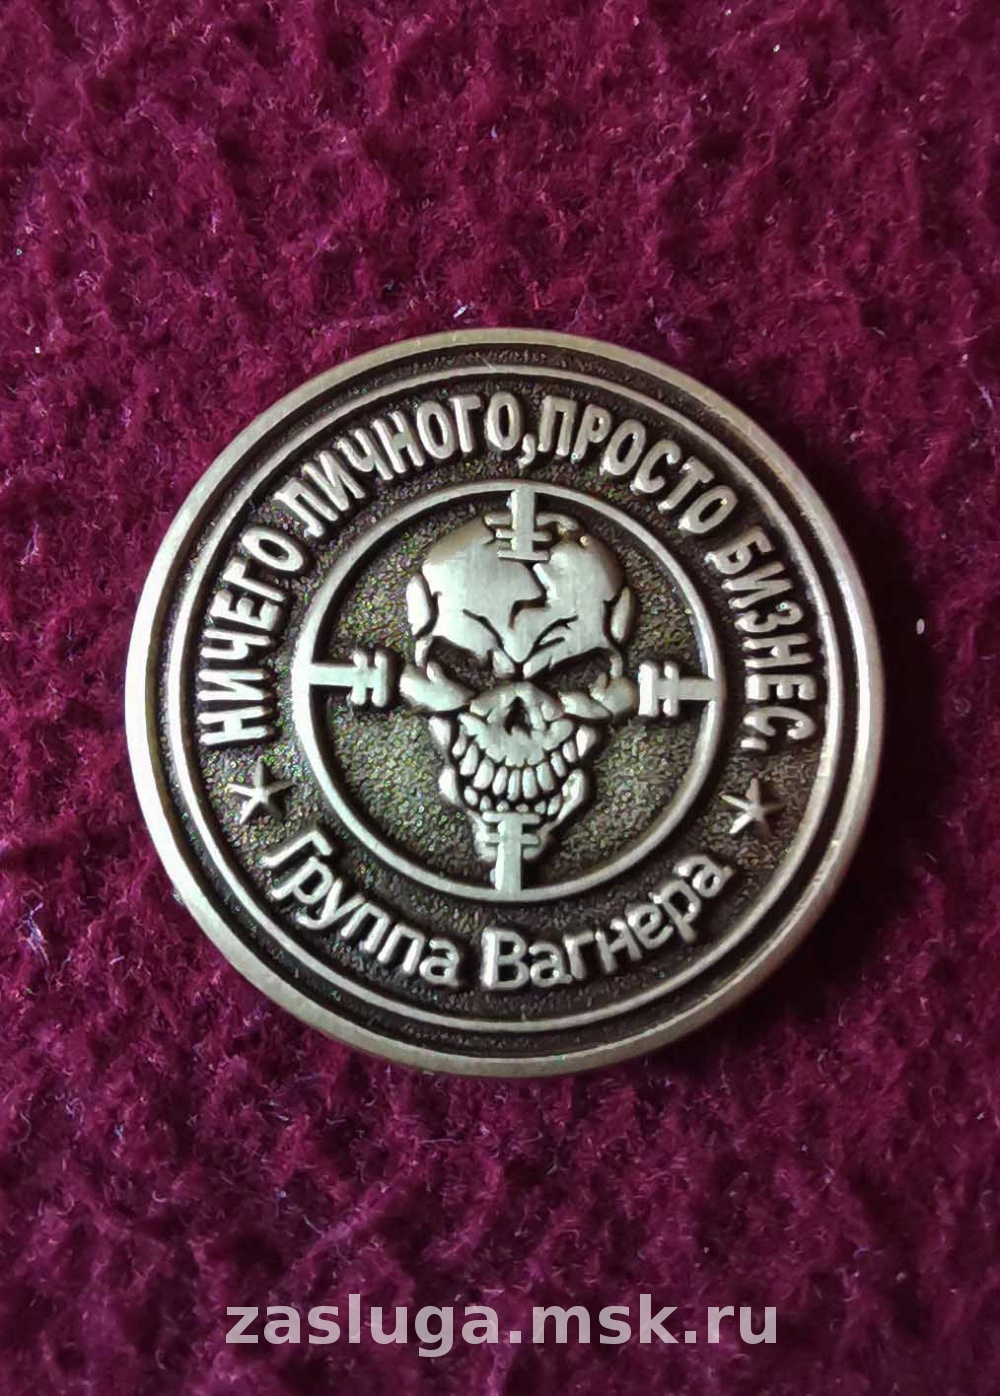 НИЧЕГО ЛИЧНОГО,ПРОСТО БИЗНЕС,
Группа Вагнера
zasluga.msk.ru